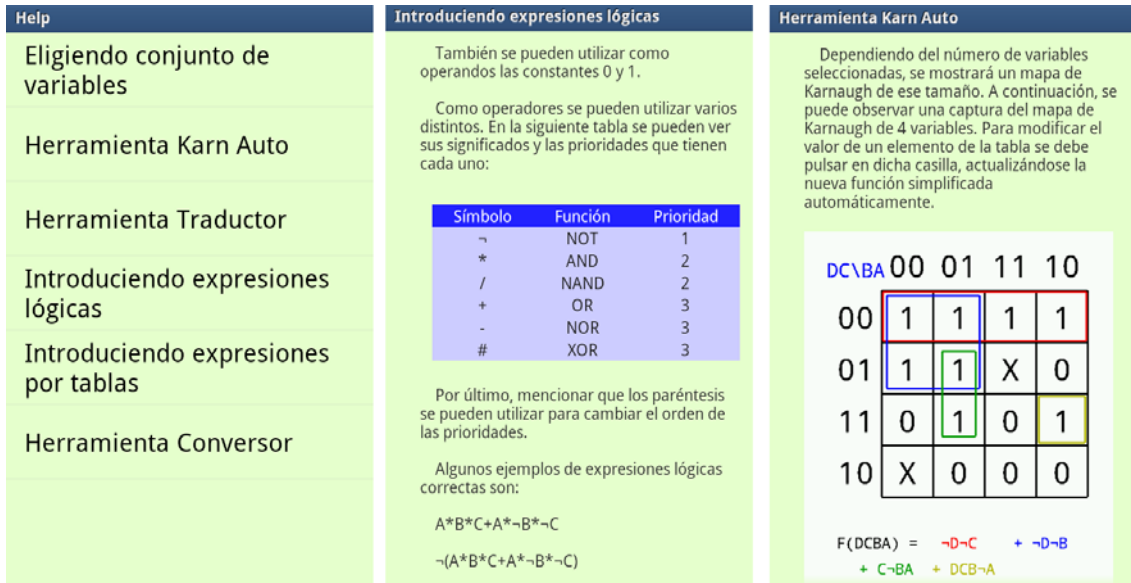 Help
Eligiendo conjunto de
variables
Herramienta Karn Auto
Herramienta Traductor
Introduciendo expresiones
lógicas
Introduciendo expresiones
por tablas
Herramienta Conversor
Introduciendo expresiones lógicas
También se pueden utilizar como
operandos las constantes 0 y 1.
Como operadores se pueden utilizar varios
distintos. En la siguiente tabla se pueden ver
sus significados y las prioridades que tienen
cada uno:
Símbolo Función Prioridad
¬ NOT 1
* AND 2
/ NAND 2
+ OR 3
- NOR 3
# XOR 3
Por último, mencionar que los paréntesis
se pueden utilizar para cambiar el orden de
las prioridades.
Algunos ejemplos de expresiones lógicas
correctas son:
A*B*C+A*¬B*¬C
¬(A*B*C+A*¬B*¬C)
Herramienta Karn Auto
Dependiendo del número de variables
seleccionadas, se mostrará un mapa de
Karnaugh de ese tamaño. A continuación, se
puede observar una captura del mapa de
Karnaugh de 4 variables. Para modificar el
valor de un elemento de la tabla se debe
pulsar en dicha casilla, actualizándose la
nueva función simplificada
automáticamente.
DC\BA 00 01 11 10
00 1 1 1 1
01 1 1 X 0
11 0 1 0 1
10 X 0 0 0
F(DCBA) = ¬D¬C + ¬D¬B
+ C¬BA + DCB¬A